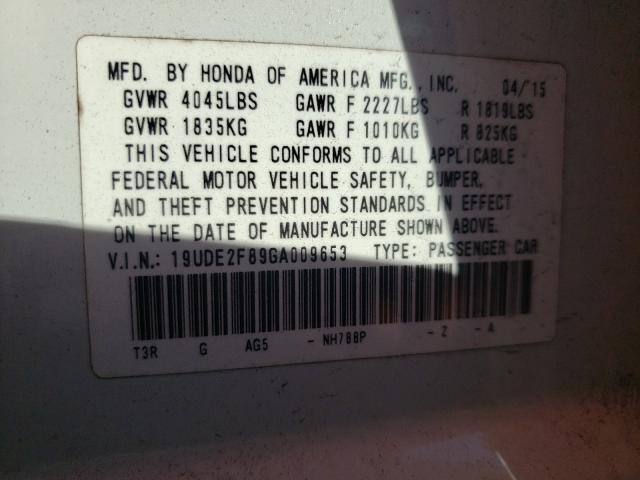 MFD. BY HONDA OF AMERICA MFG., INC. 04/'15
GVWR 4045LBS GAWR F 2227LBS R 1819LBS
GVWR 1835KG GAWR F 1010KG R 825KG
THIS VEHICLE CONFORMS TO ALL APPLICABLE
FEDERAL MOTOR VEHICLE SAFETY, BUMPER,
AND THEFT PREVENTION STANDARDS IN EFFECT
ON THE DATE OF MANUFACTURE SHOWN ABOVE.
V.I.N.: 19UDE2F89GA009653 TYPE: PASSENGER CAR
T3R G AG5 - NH788P - Z - A